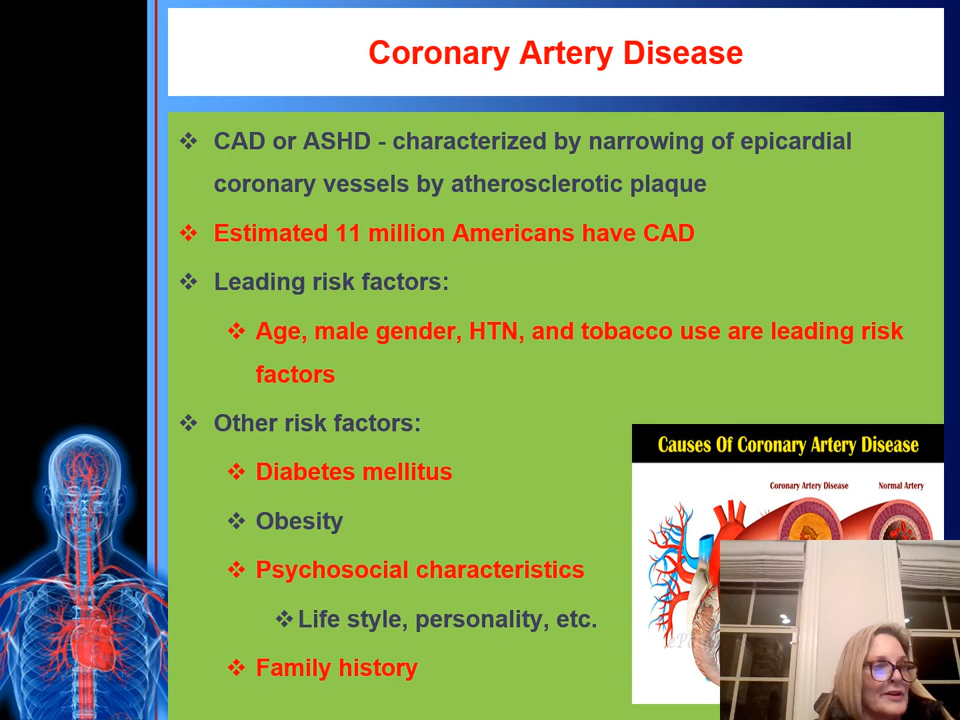 Coronary Artery Disease
❖ CAD or ASHD - characterized by narrowing of epicardial
coronary vessels by atherosclerotic plaque
❖ Estimated 11 million Americans have CAD
❖ Leading risk factors:
❖ Age, male gender, HTN, and tobacco use are leading risk
factors
❖ Other risk factors:
❖ Diabetes mellitus
❖ Obesity
❖ Psychosocial characteristics
❖ Life style, personality, etc.
❖ Family history
Causes Of Coronary Artery Disease
Coronary Artery Disease
Normal Artery